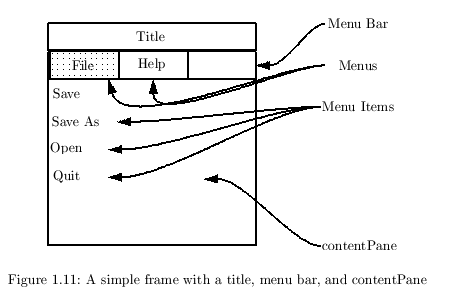 Title
Menu Bar
File
Help
Menus
Save
Save As
Menu Items
Open
Quit
contentPane
Figure 1.11: A simple frame with a title, menu bar, and contentPane